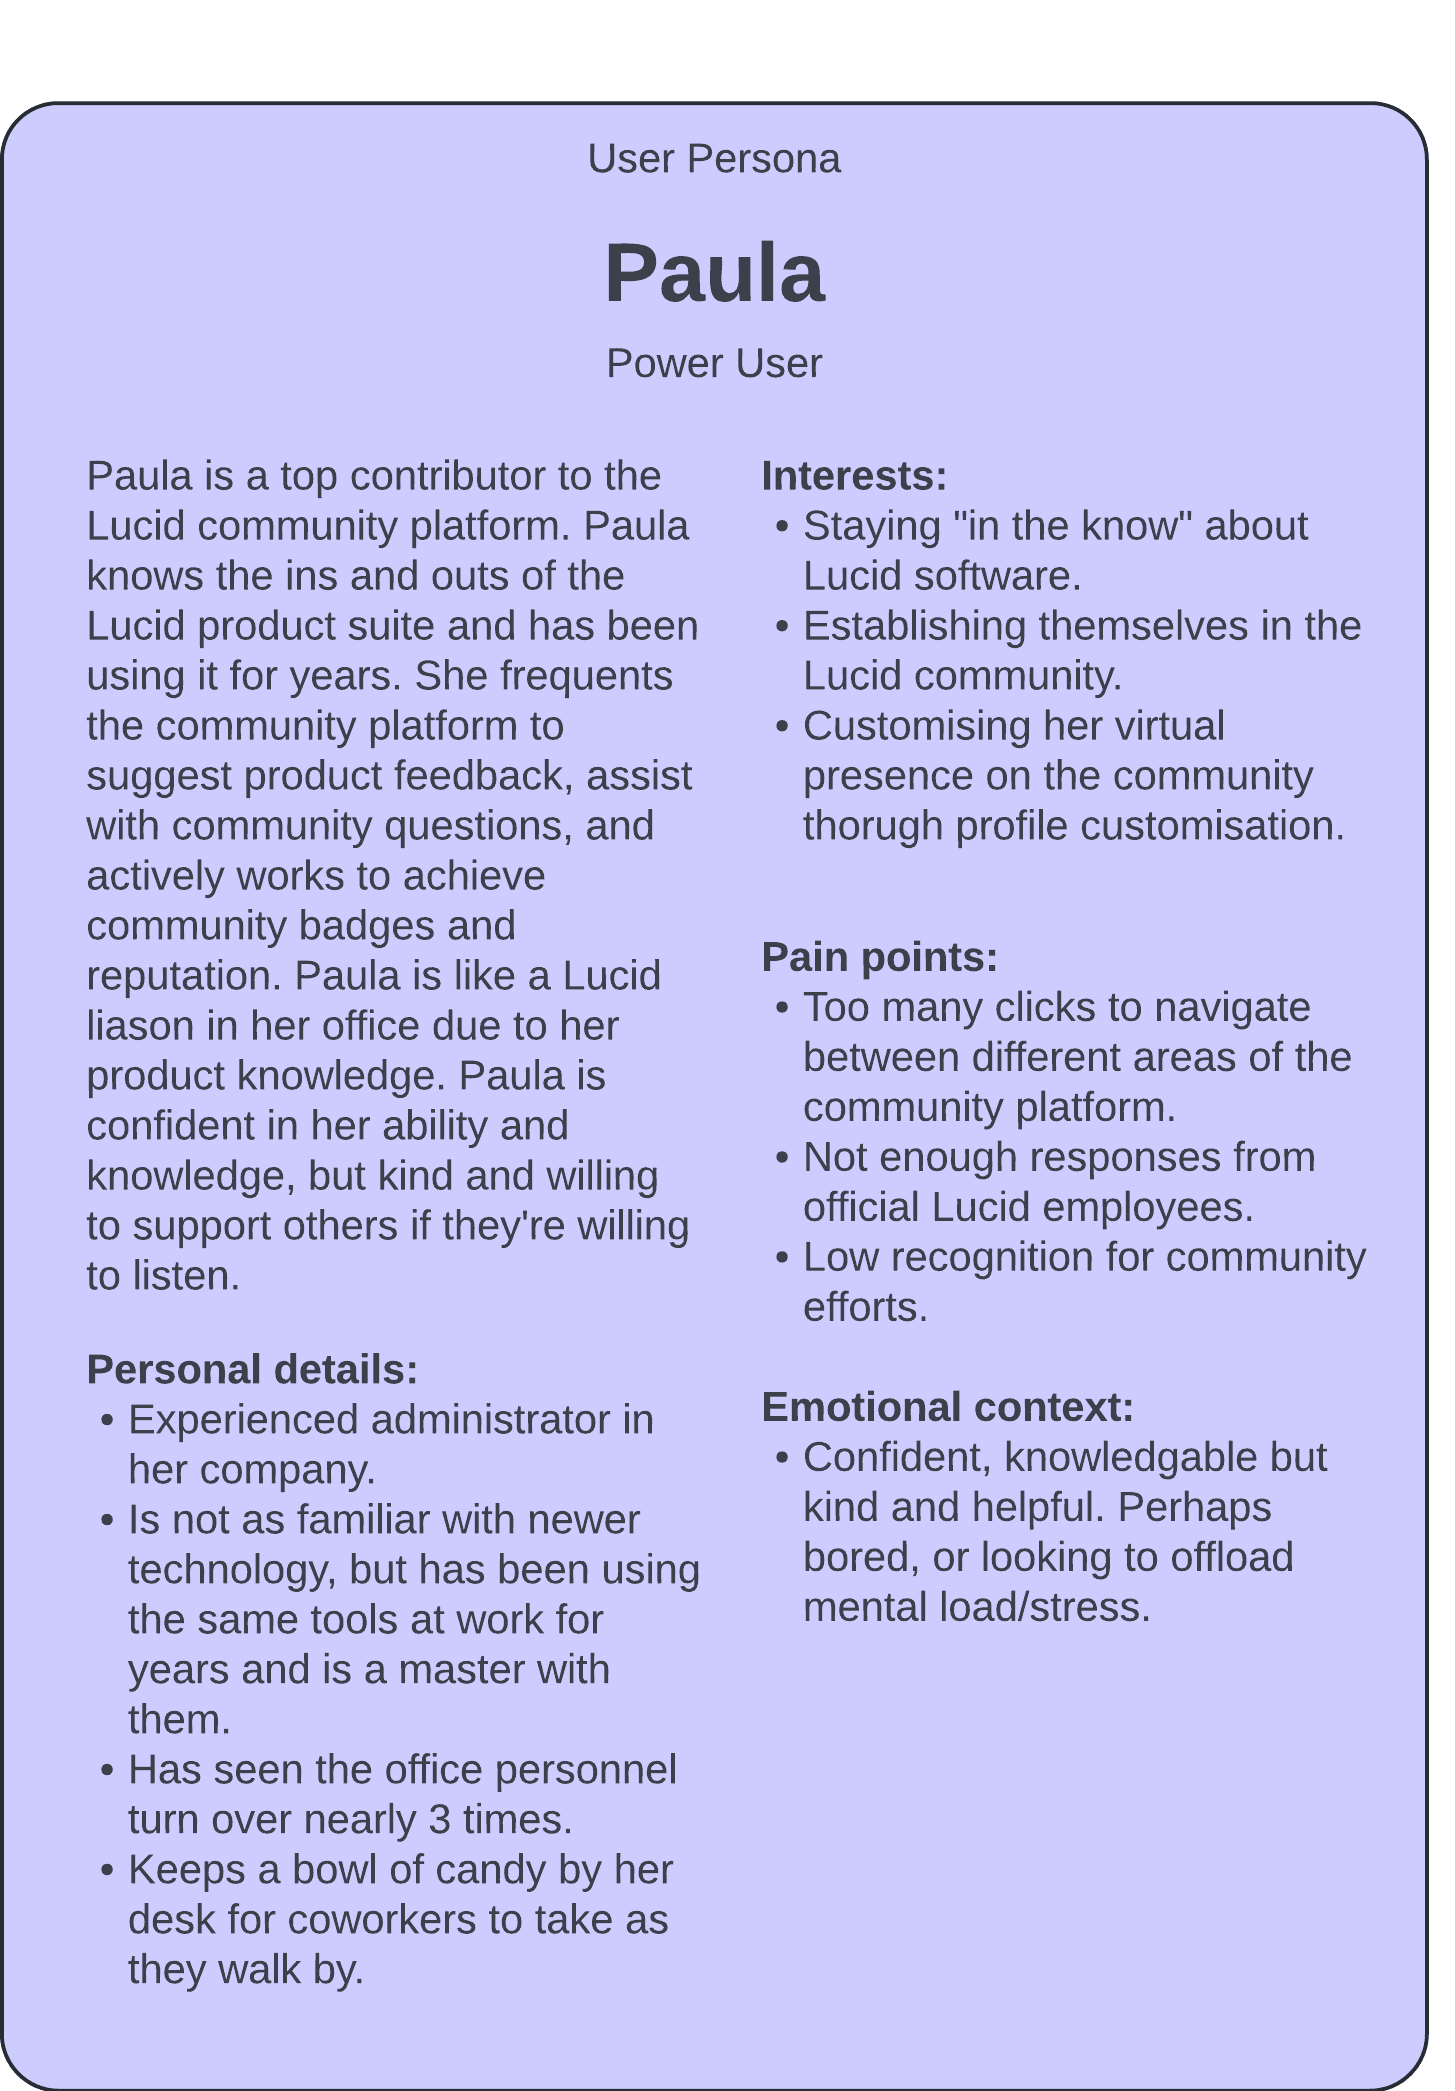 User Persona
Paula
Power User
Paula is a top contributor to the
Lucid community platform. Paula
knows the ins and outs of the
Lucid product suite and has been
using it for years. She frequents
the community platform to
suggest product feedback, assist
with community questions, and
actively works to achieve
community badges and
reputation. Paula is like a Lucid
liason in her office due to her
product knowledge. Paula is
confident in her ability and
knowledge, but kind and willing
to support others if they're willing
to listen.
Personal details:
• Experienced administrator in
her company.
• Is not as familiar with newer
technology, but has been using
the same tools at work for
years and is a master with
them.
• Has seen the office personnel
turn over nearly 3 times.
• Keeps a bowl of candy by her
desk for coworkers to take as
they walk by.
Interests:
• Staying "in the know" about
Lucid software.
• Establishing themselves in the
Lucid community.
• Customising her virtual
presence on the community
thorugh profile customisation.
Pain points:
• Too many clicks to navigate
between different areas of the
community platform.
• Not enough responses from
official Lucid employees.
• Low recognition for community
efforts.
Emotional context:
• Confident, knowledgable but
kind and helpful. Perhaps
bored, or looking to offload
mental load/stress.